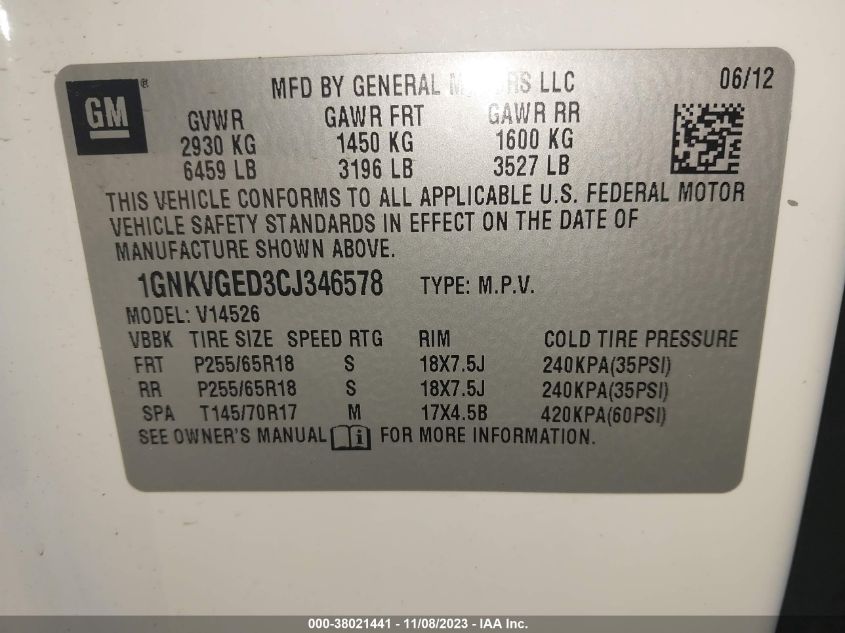 GM ®
MFD BY GENERAL MOTORS LLC 06/12
GVWR GAWR FRT GAWR RR
2930 KG 1450 KG 1600 KG
6459 LB 3196 LB 3527 LB
THIS VEHICLE CONFORMS TO ALL APPLICABLE U.S. FEDERAL MOTOR
VEHICLE SAFETY STANDARDS IN EFFECT ON THE DATE OF
MANUFACTURE SHOWN ABOVE.
1GNKVGED3CJ346578 TYPE: M.P.V.
MODEL: V14526
VBBK TIRE SIZE SPEED RTG RIM COLD TIRE PRESSURE
FRT P255/65R18 S 18X7.5J 240KPA(35PSI)
RR P255/65R18 S 18X7.5J 240KPA(35PSI)
SPA T145/70R17 M 17X4.5B 420KPA(60PSI)
SEE OWNER'S MANUAL i FOR MORE INFORMATION.
000-38021441 - 11/08/2023 - IAA Inc.